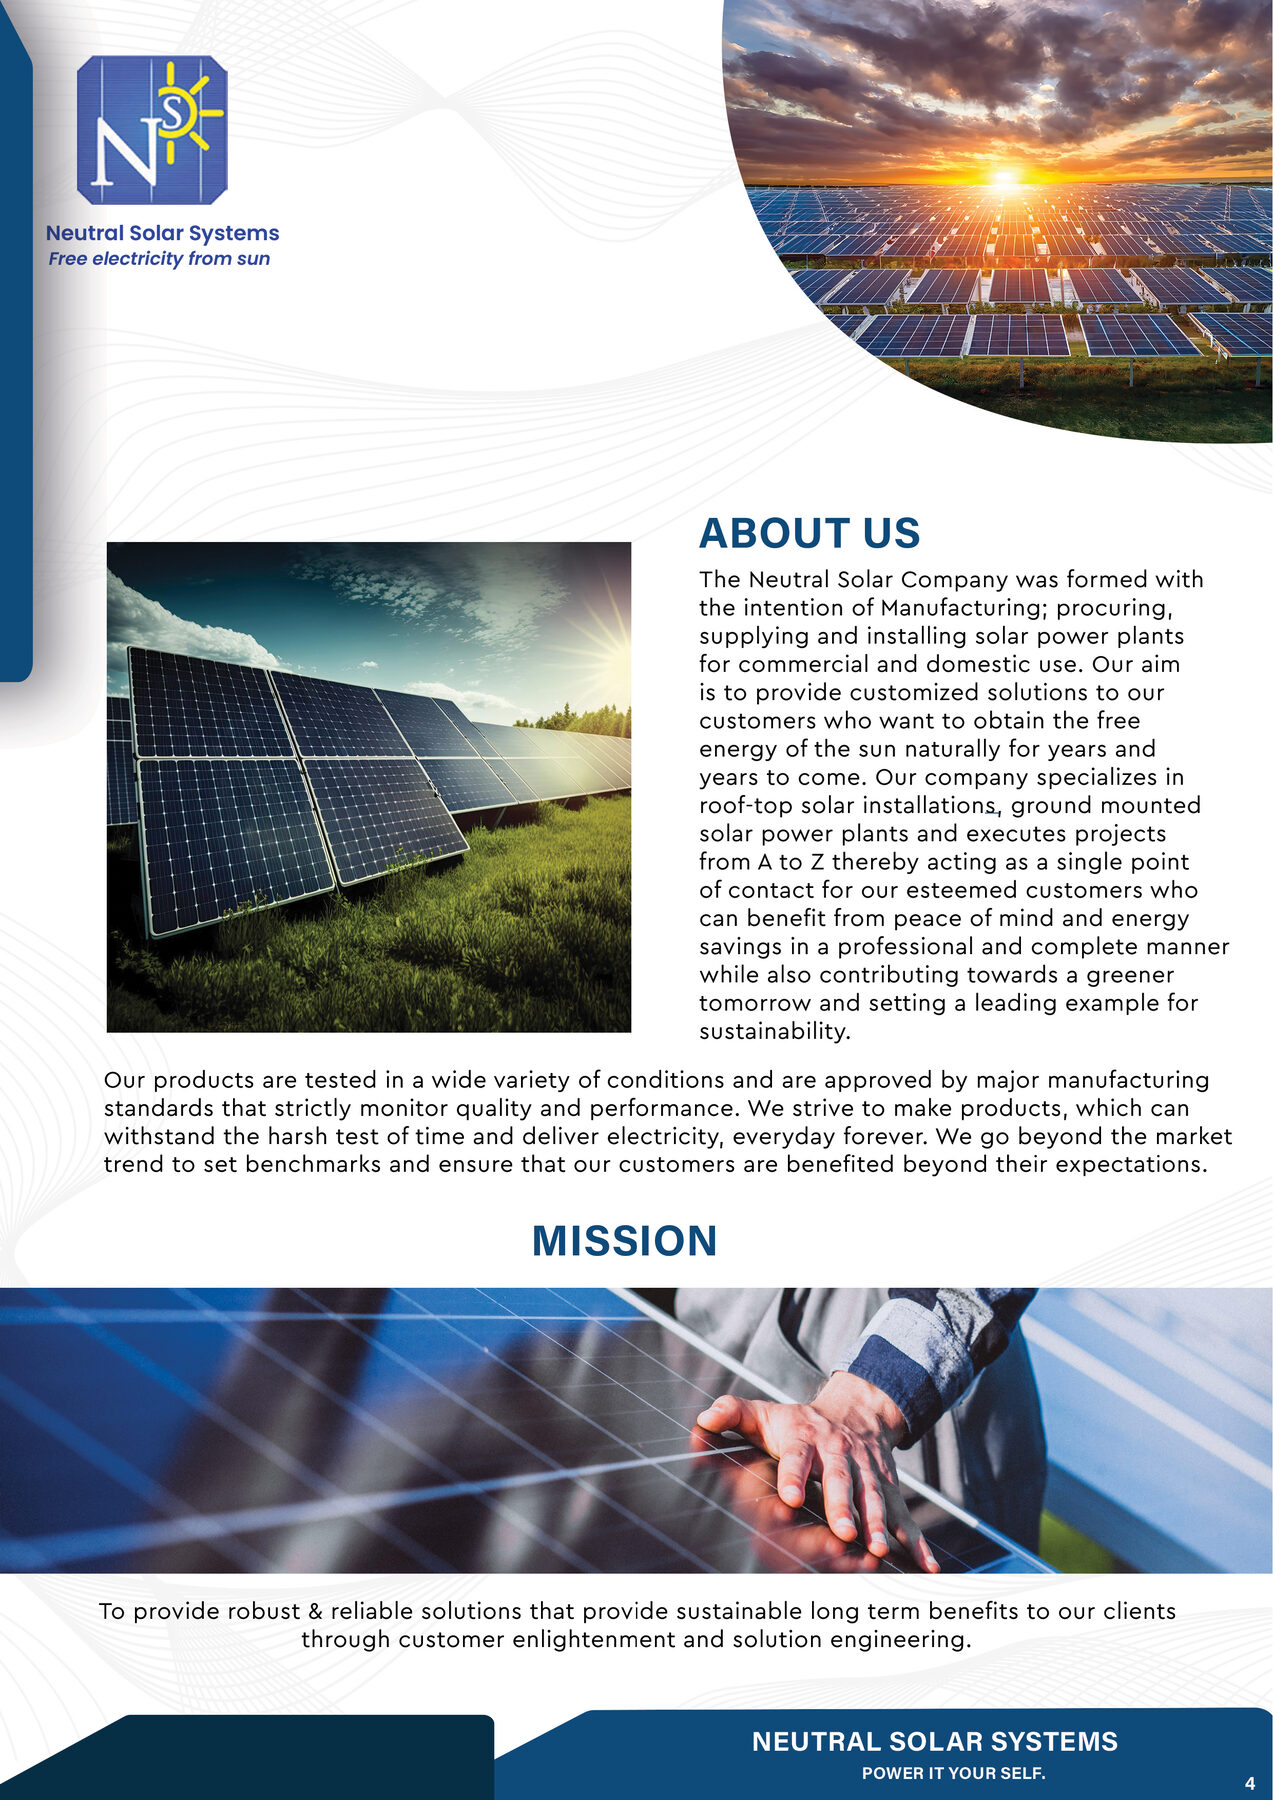 NS
Neutral Solar Systems
Free electricity from sun
ABOUT US
The Neutral Solar Company was formed with
the intention of Manufacturing; procuring,
supplying and installing solar power plants
for commercial and domestic use. Our aim
is to provide customized solutions to our
customers who want to obtain the free
energy of the sun naturally for years and
years to come. Our company specializes in
roof-top solar installations, ground mounted
solar power plants and executes projects
from A to Z thereby acting as a single point
of contact for our esteemed customers who
can benefit from peace of mind and energy
savings in a professional and complete manner
while also contributing towards a greener
tomorrow and setting a leading example for
sustainability.
Our products are tested in a wide variety of conditions and are approved by major manufacturing
standards that strictly monitor quality and performance. We strive to make products, which can
withstand the harsh test of time and deliver electricity, everyday forever. We go beyond the market
trend to set benchmarks and ensure that our customers are benefited beyond their expectations.
MISSION
To provide robust & reliable solutions that provide sustainable long term benefits to our clients
through customer enlightenment and solution engineering.
NEUTRAL SOLAR SYSTEMS
POWER IT YOUR SELF.
4